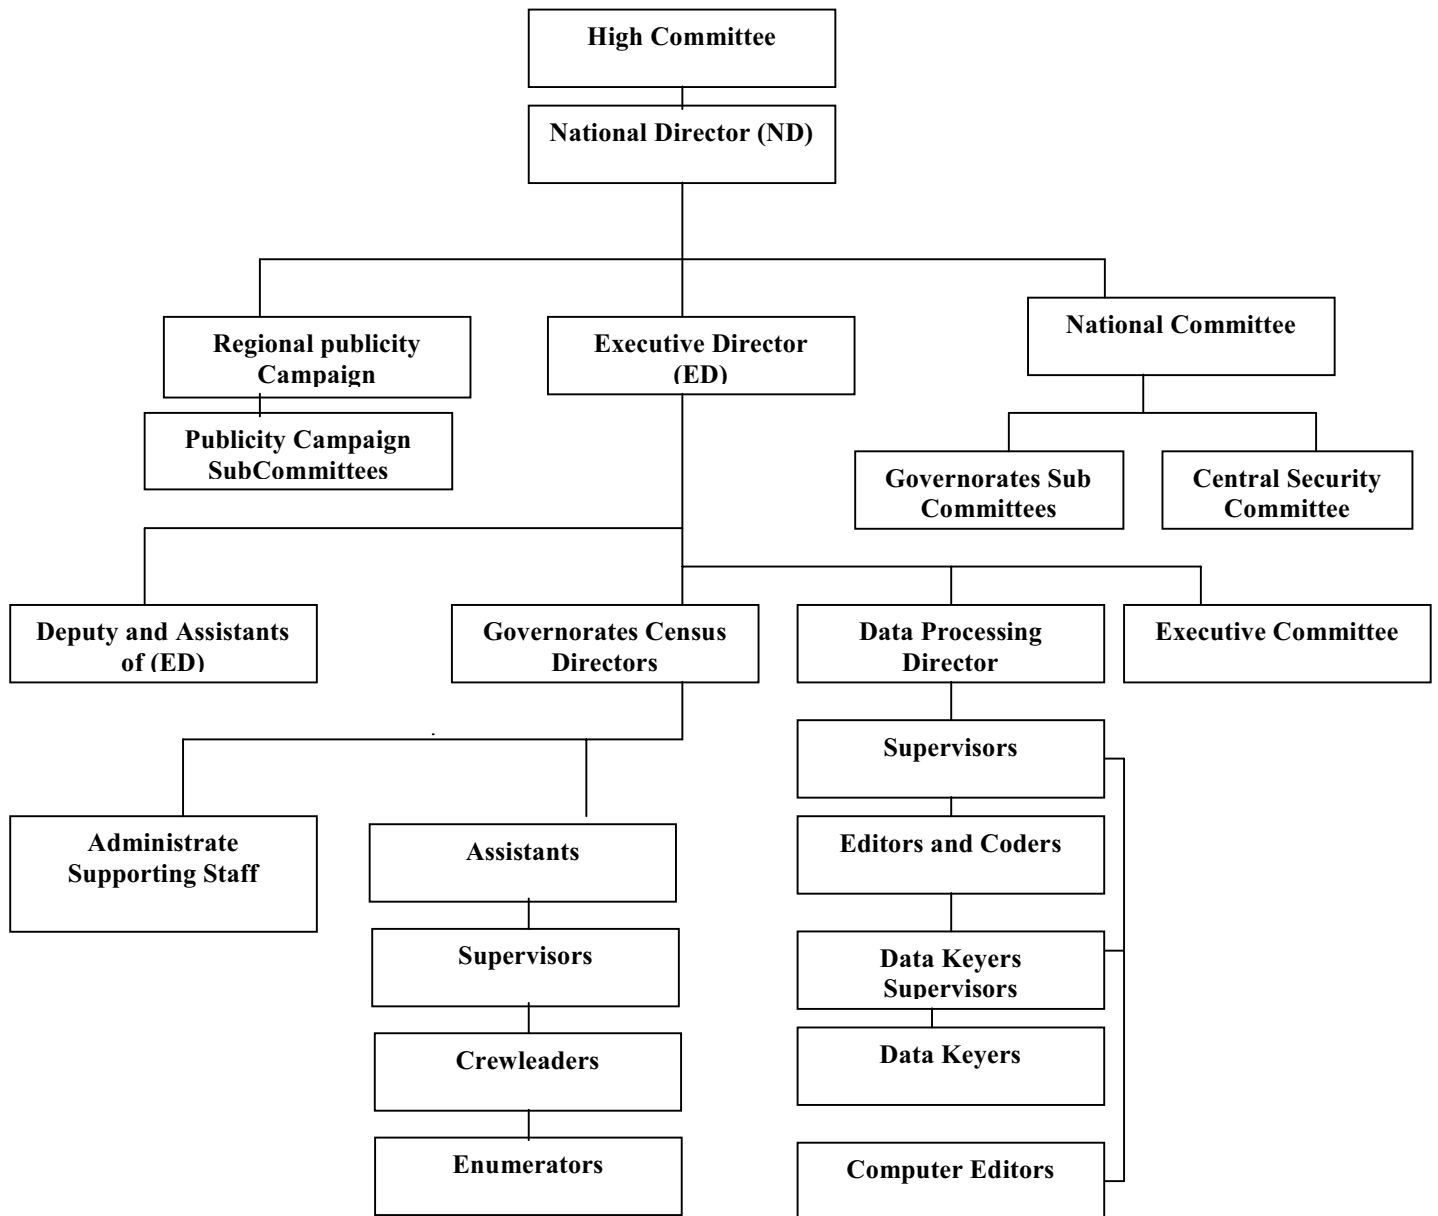 High Committee
National Director (ND)
Regional publicity
Campaign
Executive Director
(ED)
National Committee
Publicity Campaign
SubCommittees
Governorates Sub
Committees
Central Security
Committee
Deputy and Assistants
of (ED)
Governorates Census
Directors
Data Processing
Director
Executive Committee
Supervisors
Administrate
Supporting Staff
Assistants
Editors and Coders
Supervisors
Data Keyers
Supervisors
Crewleaders
Data Keyers
Enumerators
Computer Editors